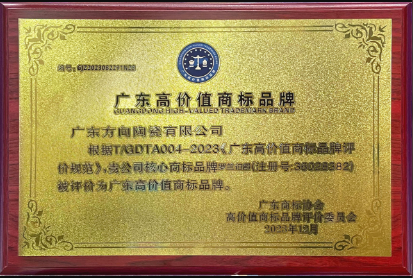 广东高价值商标品牌
GUANGDONG HIGH-VALUED TRADEMARK BRAND
广东方向陶瓷有限公司
根据T/GDTA004-2023《广东高价值商标品牌评
价规范》,贵公司核心商标品牌(注册号:
被评价为广东高价值商标品牌。
广东商标协会
高价值商标品牌评价委员会
2023年12月